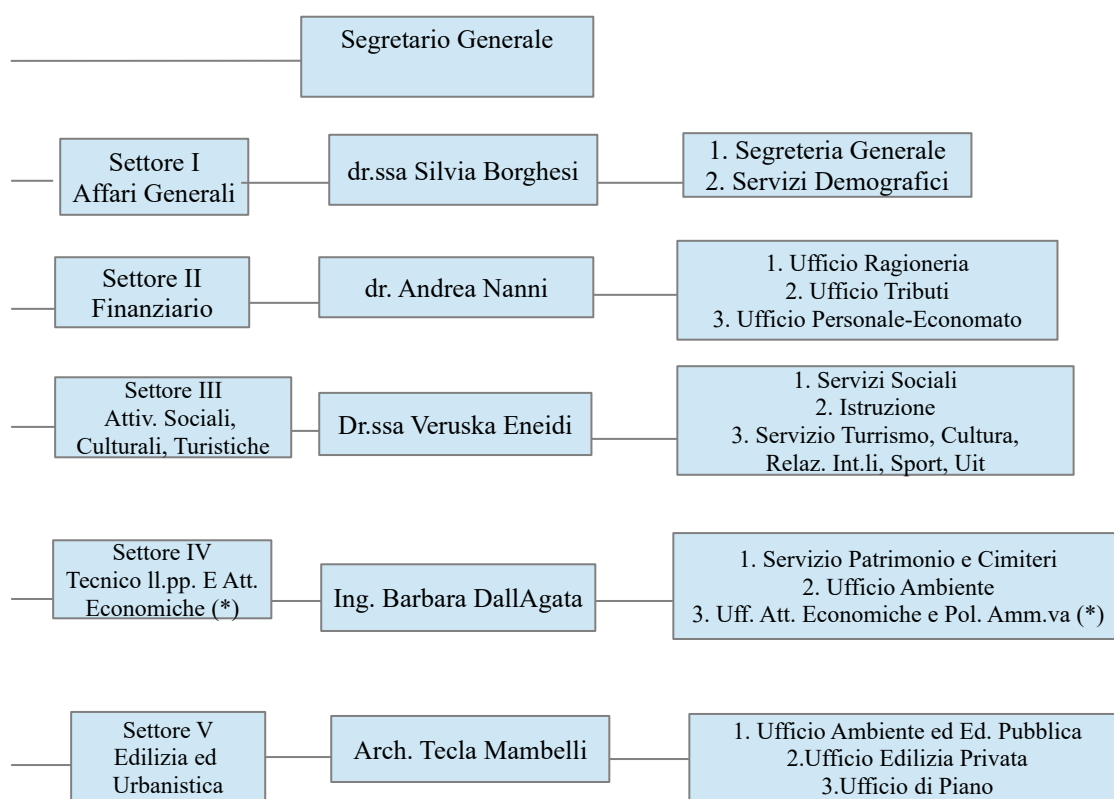 Segretario Generale
Settore I
Affari Generali
dr.ssa Silvia Borghesi
1. Segreteria Generale
2. Servizi Demografici
Settore II
Finanziario
dr. Andrea Nanni
1. Ufficio Ragioneria
2. Ufficio Tributi
3. Ufficio Personale-Economato
Settore III
Attiv. Sociali,
Culturali, Turistiche
Dr.ssa Veruska Eneidi
1. Servizi Sociali
2. Istruzione
3. Servizio Turrismo, Cultura,
Relaz. Int.li, Sport, Uit
Settore IV
Tecnico ll.pp. E Att.
Economiche (*)
Ing. Barbara DallAgata
1. Servizio Patrimonio e Cimiteri
2. Ufficio Ambiente
3. Uff. Att. Economiche e Pol. Amm.va (*)
Settore V
Edilizia ed
Urbanistica
Arch. Tecla Mambelli
1. Ufficio Ambiente ed Ed. Pubblica
2.Ufficio Edilizia Privata
3.Ufficio di Piano